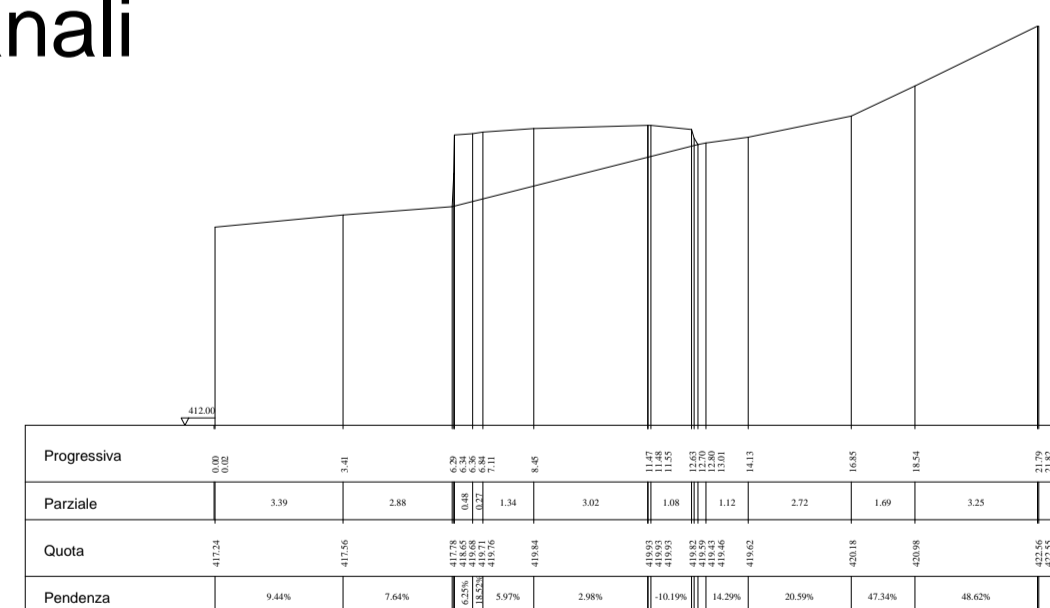 nali
412.00
Progressiva 0.00 0.02 3.41 6.29 6.34 6.36 6.84 7.11 8.45 11.47 11.48 11.55 12.63 12.70 12.80 13.01 14.13 16.85 18.54 21.79
Parziale 3.39 2.88 0.48 0.27 1.34 3.02 1.08 1.12 2.72 1.69 3.25
Quota 417.24 417.56 417.78 418.65 419.68 419.71 419.76 419.84 419.93 419.93 419.93 419.82 419.59 419.43 419.46 419.62 420.18 420.98 422.56
Pendenza 9.44% 7.64% 6.25% 18.52% 5.97% 2.98% -10.19% 14.29% 20.59% 47.34% 48.62%